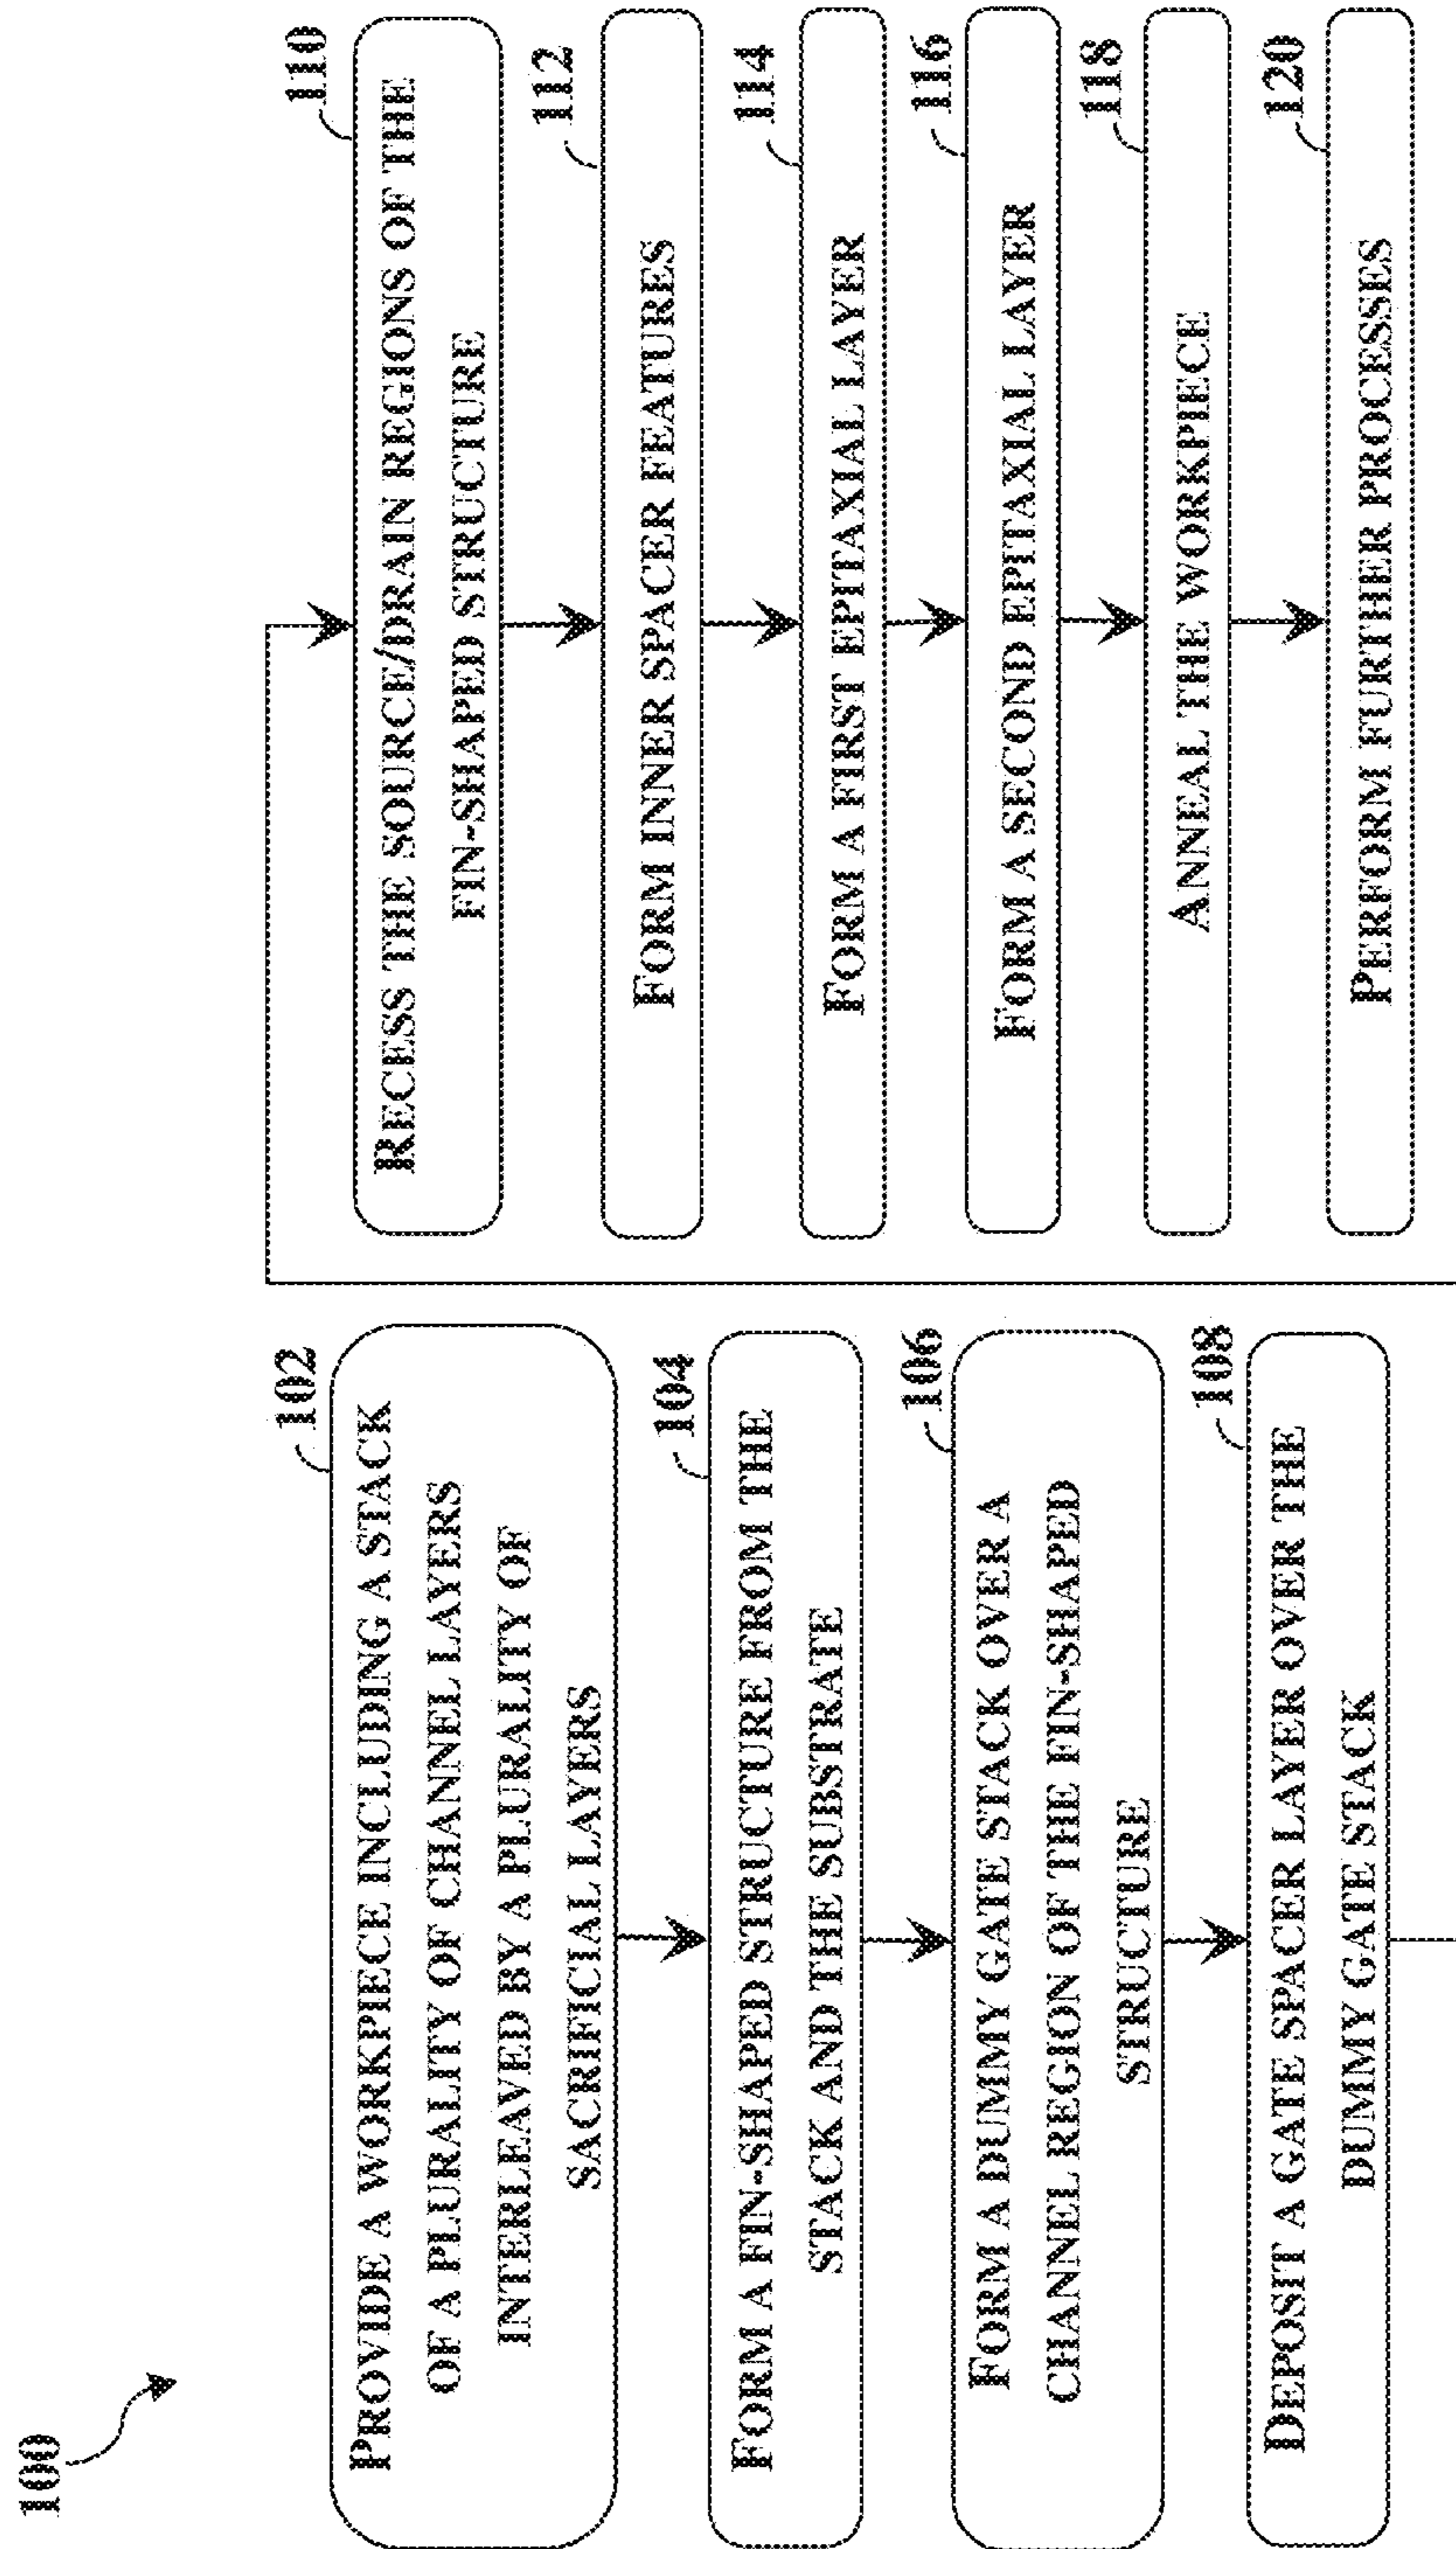 100
102
PROVIDE A WORKPIECE INCLUDING A STACK
OF A PLURALITY OF CHANNEL LAYERS
INTERLEAVED BY A PLURALITY OF
SACRIFICIAL LAYERS
104
FORM A FIN-SHAPED STRUCTURE FROM THE
STACK AND THE SUBSTRATE
106
FORM A DUMMY GATE STACK OVER A
CHANNEL REGION OF THE FIN-SHAPED
STRUCTURE
108
DEPOSIT A GATE SPACER LAYER OVER THE
DUMMY GATE STACK
110
RECESS THE SOURCE/DRAIN REGIONS OF THE
FIN-SHAPED STRUCTURE
112
FORM INNER SPACER FEATURES
114
FORM A FIRST EPITAXIAL LAYER
116
FORM A SECOND EPITAXIAL LAYER
118
ANNEAL THE WORKPIECE
120
PERFORM FURTHER PROCESSES